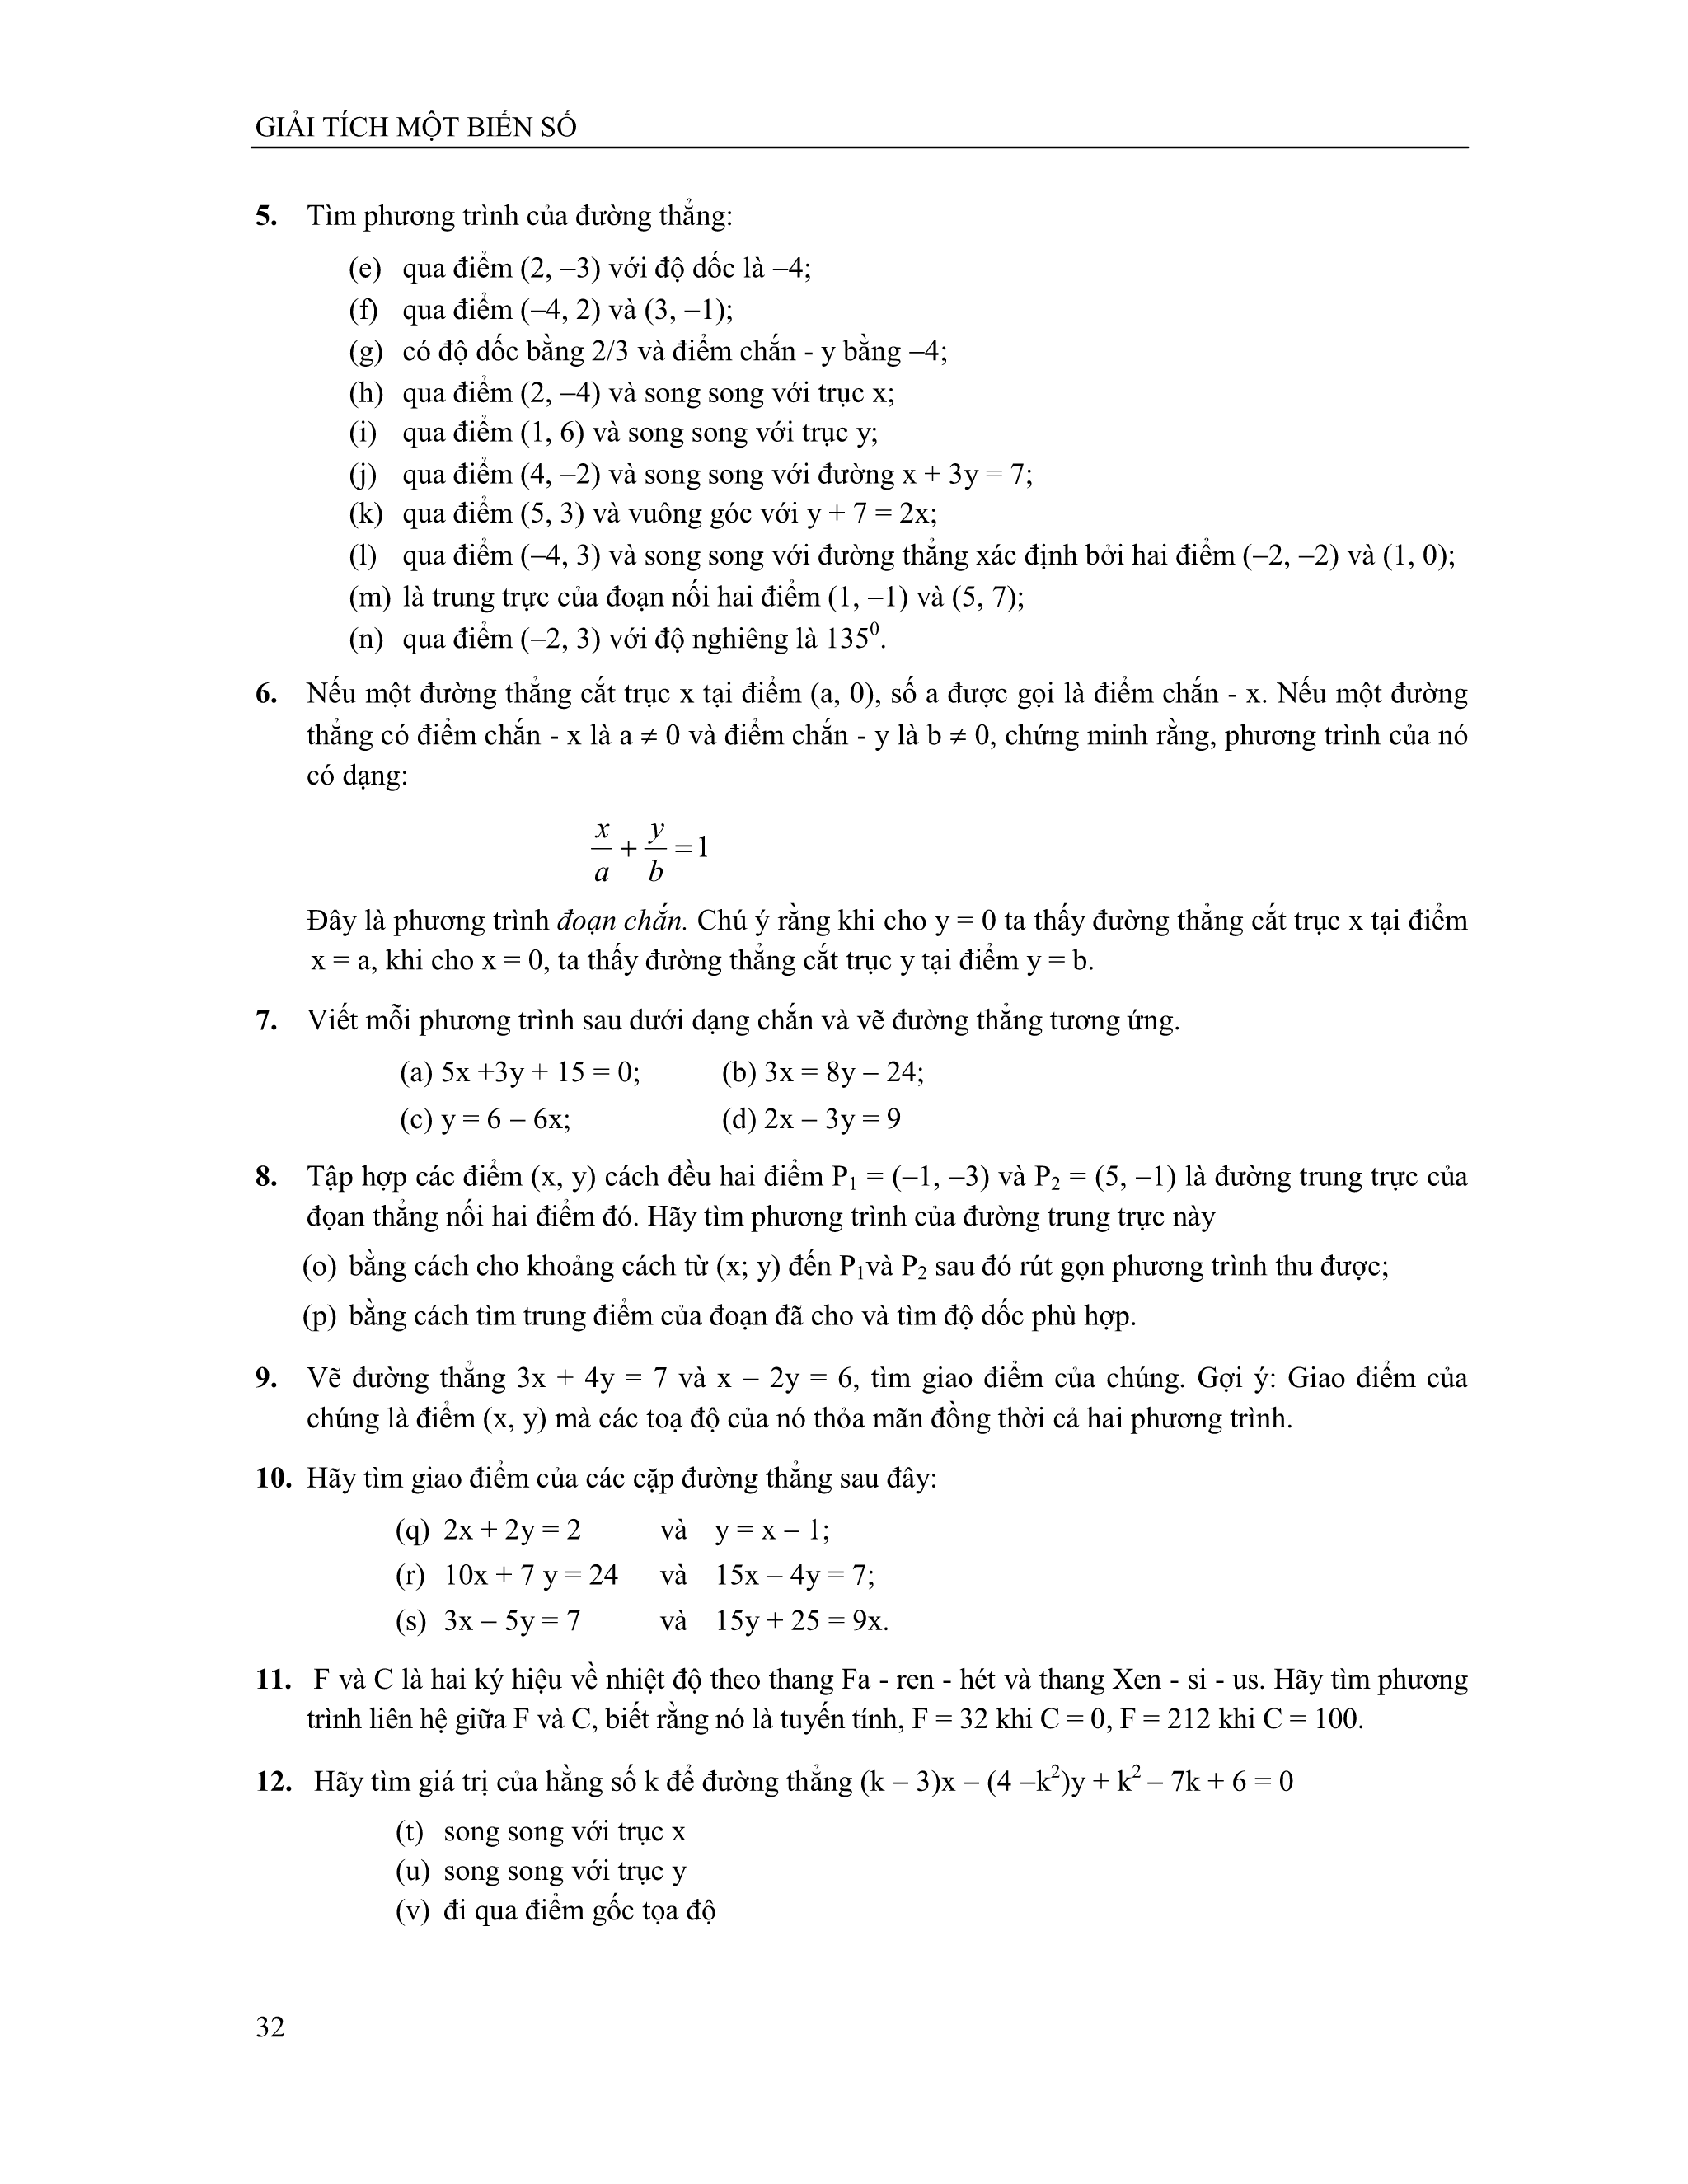 GIẢI TÍCH MỘT BIẾN SỐ
5. Tìm phương trình của đường thẳng:
(e) qua điểm (2, –3) với độ dốc là –4;
(f) qua điểm (–4, 2) và (3, –1);
(g) có độ dốc bằng 2/3 và điểm chắn - y bằng –4;
(h) qua điểm (2, –4) và song song với trục x;
(i) qua điểm (1, 6) và song song với trục y;
(j) qua điểm (4, –2) và song song với đường x + 3y = 7;
(k) qua điểm (5, 3) và vuông góc với y + 7 = 2x;
(l) qua điểm (–4, 3) và song song với đường thẳng xác định bởi hai điểm (–2, –2) và (1, 0);
(m) là trung trực của đoạn nối hai điểm (1, –1) và (5, 7);
(n) qua điểm (–2, 3) với độ nghiêng là 135⁰.
6. Nếu một đường thẳng cắt trục x tại điểm (a, 0), số a được gọi là điểm chắn - x. Nếu một đường
thẳng có điểm chắn - x là a ≠ 0 và điểm chắn - y là b ≠ 0, chứng minh rằng, phương trình của nó
có dạng:
x/a + y/b = 1
Đây là phương trình đoạn chắn. Chú ý rằng khi cho y = 0 ta thấy đường thẳng cắt trục x tại điểm
x = a, khi cho x = 0, ta thấy đường thẳng cắt trục y tại điểm y = b.
7. Viết mỗi phương trình sau dưới dạng chắn và vẽ đường thẳng tương ứng.
(a) 5x +3y + 15 = 0; (b) 3x = 8y – 24;
(c) y = 6 – 6x; (d) 2x – 3y = 9
8. Tập hợp các điểm (x, y) cách đều hai điểm P₁ = (–1, –3) và P₂ = (5, –1) là đường trung trực của
đọan thẳng nối hai điểm đó. Hãy tìm phương trình của đường trung trực này
(o) bằng cách cho khoảng cách từ (x; y) đến P₁và P₂ sau đó rút gọn phương trình thu được;
(p) bằng cách tìm trung điểm của đoạn đã cho và tìm độ dốc phù hợp.
9. Vẽ đường thẳng 3x + 4y = 7 và x – 2y = 6, tìm giao điểm của chúng. Gợi ý: Giao điểm của
chúng là điểm (x, y) mà các toạ độ của nó thỏa mãn đồng thời cả hai phương trình.
10. Hãy tìm giao điểm của các cặp đường thẳng sau đây:
(q) 2x + 2y = 2 và y = x – 1;
(r) 10x + 7 y = 24 và 15x – 4y = 7;
(s) 3x – 5y = 7 và 15y + 25 = 9x.
11. F và C là hai ký hiệu về nhiệt độ theo thang Fa - ren - hét và thang Xen - si - us. Hãy tìm phương
trình liên hệ giữa F và C, biết rằng nó là tuyến tính, F = 32 khi C = 0, F = 212 khi C = 100.
12. Hãy tìm giá trị của hằng số k để đường thẳng (k – 3)x – (4 –k²)y + k² – 7k + 6 = 0
(t) song song với trục x
(u) song song với trục y
(v) đi qua điểm gốc tọa độ
32